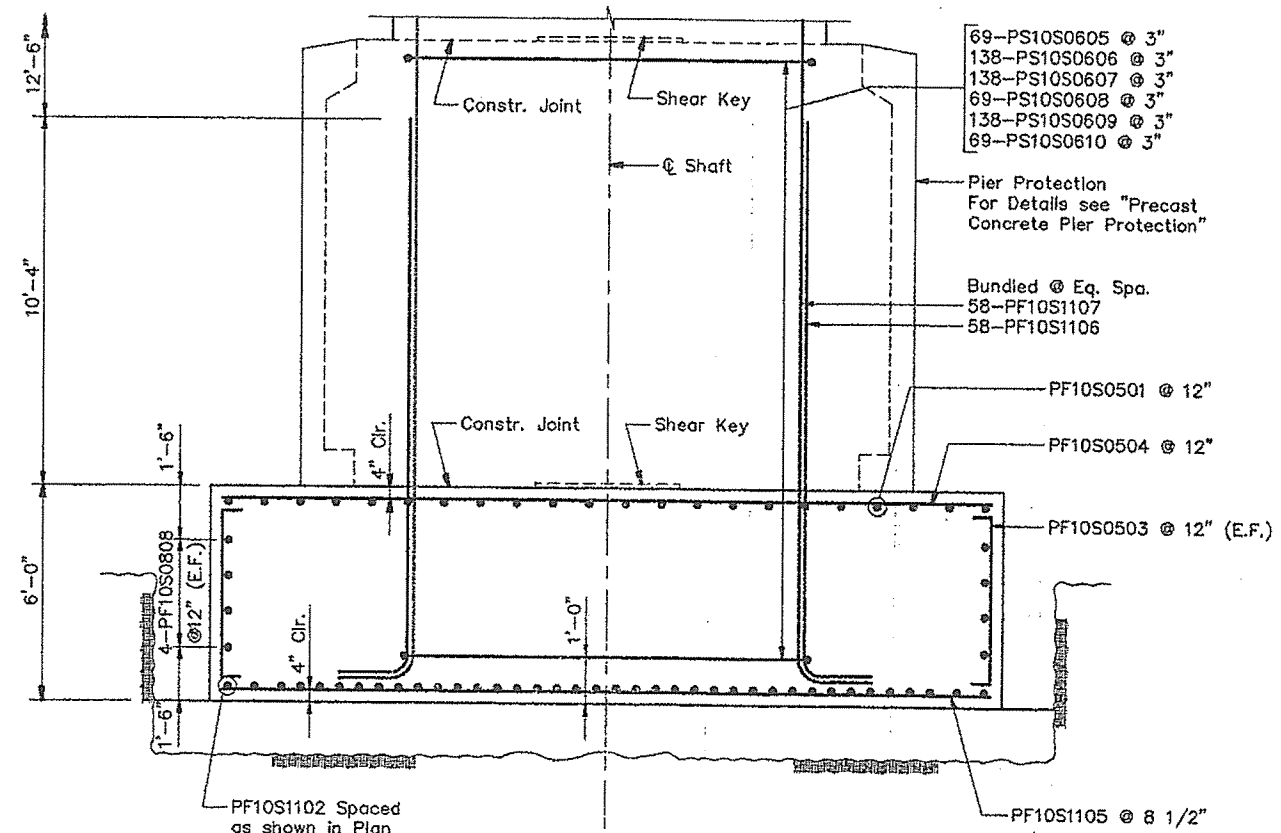 12'-6"
10'-4"
6'-0"
1'-6"
4-PF10S0808
@12" (E.F.)
1'-6"
4" Clr.
4" Clr.
1'-0"
Constr. Joint
Shear Key
℄ Shaft
Constr. Joint
Shear Key
69-PS10S0605 @ 3"
138-PS10S0606 @ 3"
138-PS10S0607 @ 3"
69-PS10S0608 @ 3"
138-PS10S0609 @ 3"
69-PS10S0610 @ 3"
Pier Protection
For Details see "Precast
Concrete Pier Protection"
Bundled @ Eq. Spa.
58-PF10S1107
58-PF10S1106
PF10S0501 @ 12"
PF10S0504 @ 12"
PF10S0503 @ 12" (E.F.)
PF10S1102 Spaced
as shown in Plan
PF10S1105 @ 8 1/2"